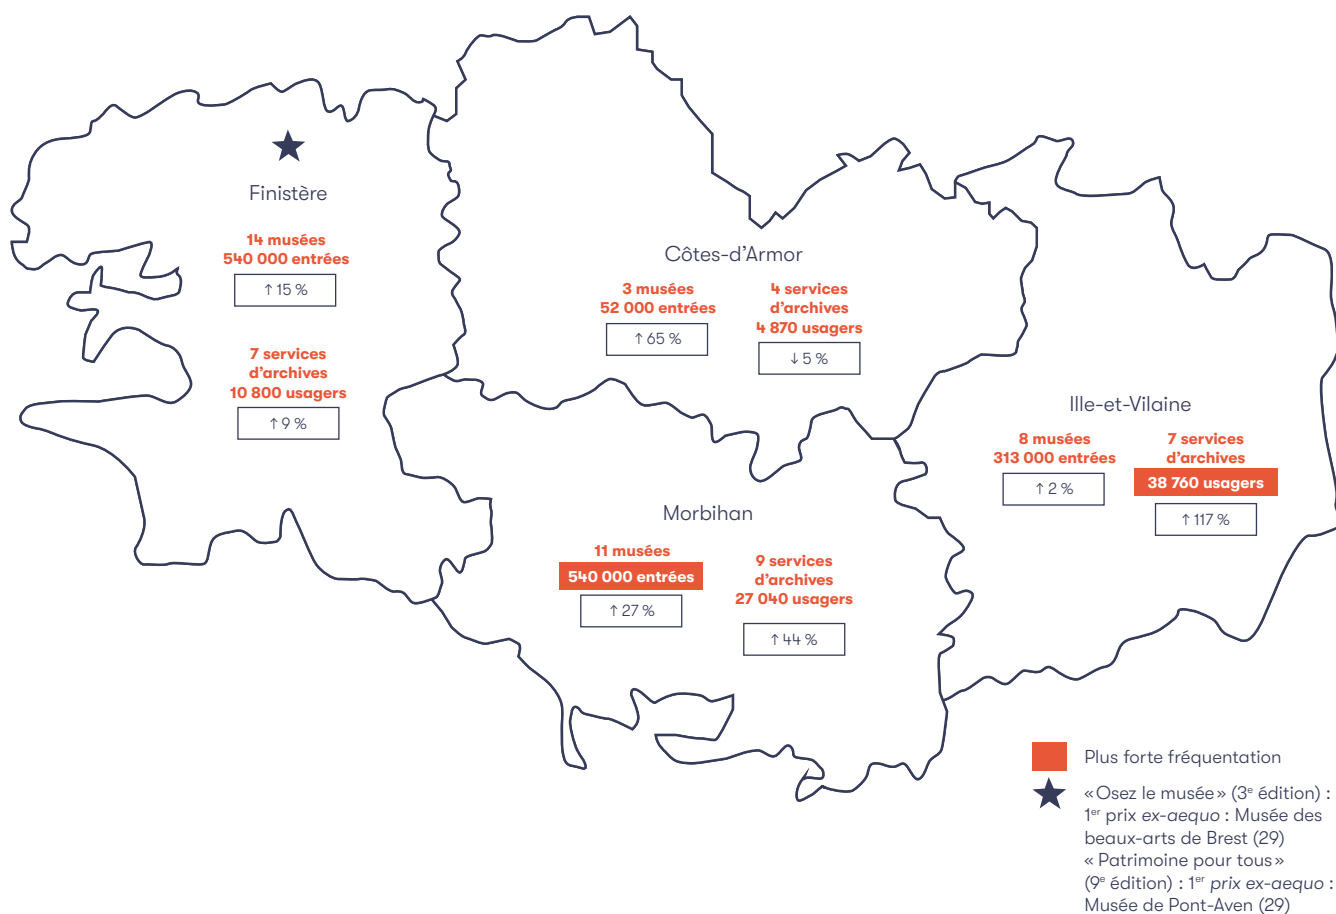 Finistère
14 musées
540 000 entrées
↑ 15 %
7 services
d'archives
10 800 usagers
↑ 9 %
Côtes-d'Armor
3 musées
52 000 entrées
↑ 65 %
4 services
d'archives
4 870 usagers
↓ 5 %
Ille-et-Vilaine
8 musées
313 000 entrées
↑ 2 %
7 services
d'archives
38 760 usagers
↑ 117 %
Morbihan
11 musées
540 000 entrées
↑ 27 %
9 services
d'archives
27 040 usagers
↑ 44 %
Plus forte fréquentation
«Osez le musée» (3e édition) :
1er prix ex-aequo : Musée des
beaux-arts de Brest (29)
« Patrimoine pour tous»
(9e édition) : 1er prix ex-aequo :
Musée de Pont-Aven (29)